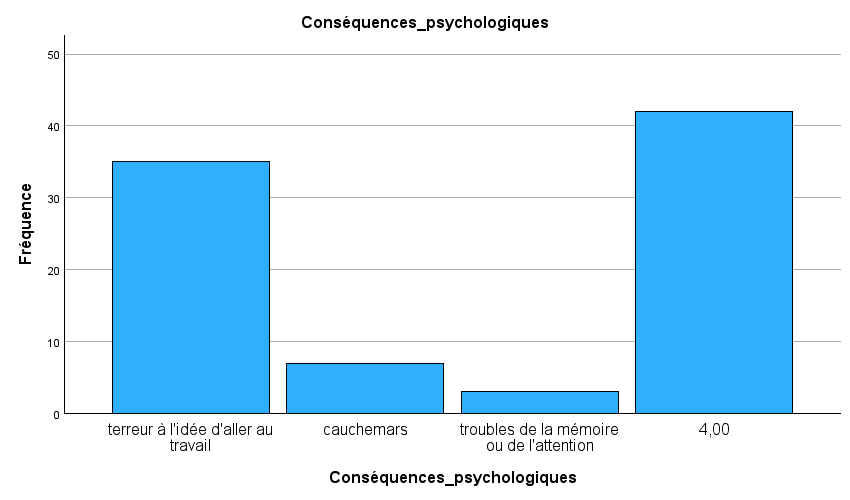 Conséquences_psychologiques
50
40
30
20
10
0
Fréquence
terreur à l'idée d'aller au
travail
cauchemars
troubles de la mémoire
ou de l'attention
4,00
Conséquences_psychologiques